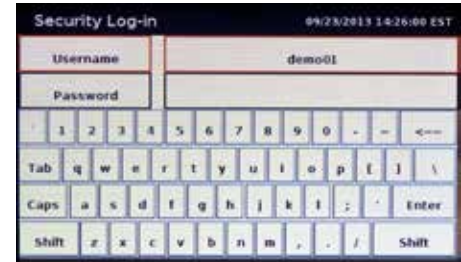 Security Log-in 09/23/2013 14:26:00 EST
Username demo01
Password
` 1 2 3 4 5 6 7 8 9 0 - = <--
Tab q w e r t y u i o p [ ] \
Caps a s d f g h j k l ; ' Enter
Shift z x c v b n m , . / Shift